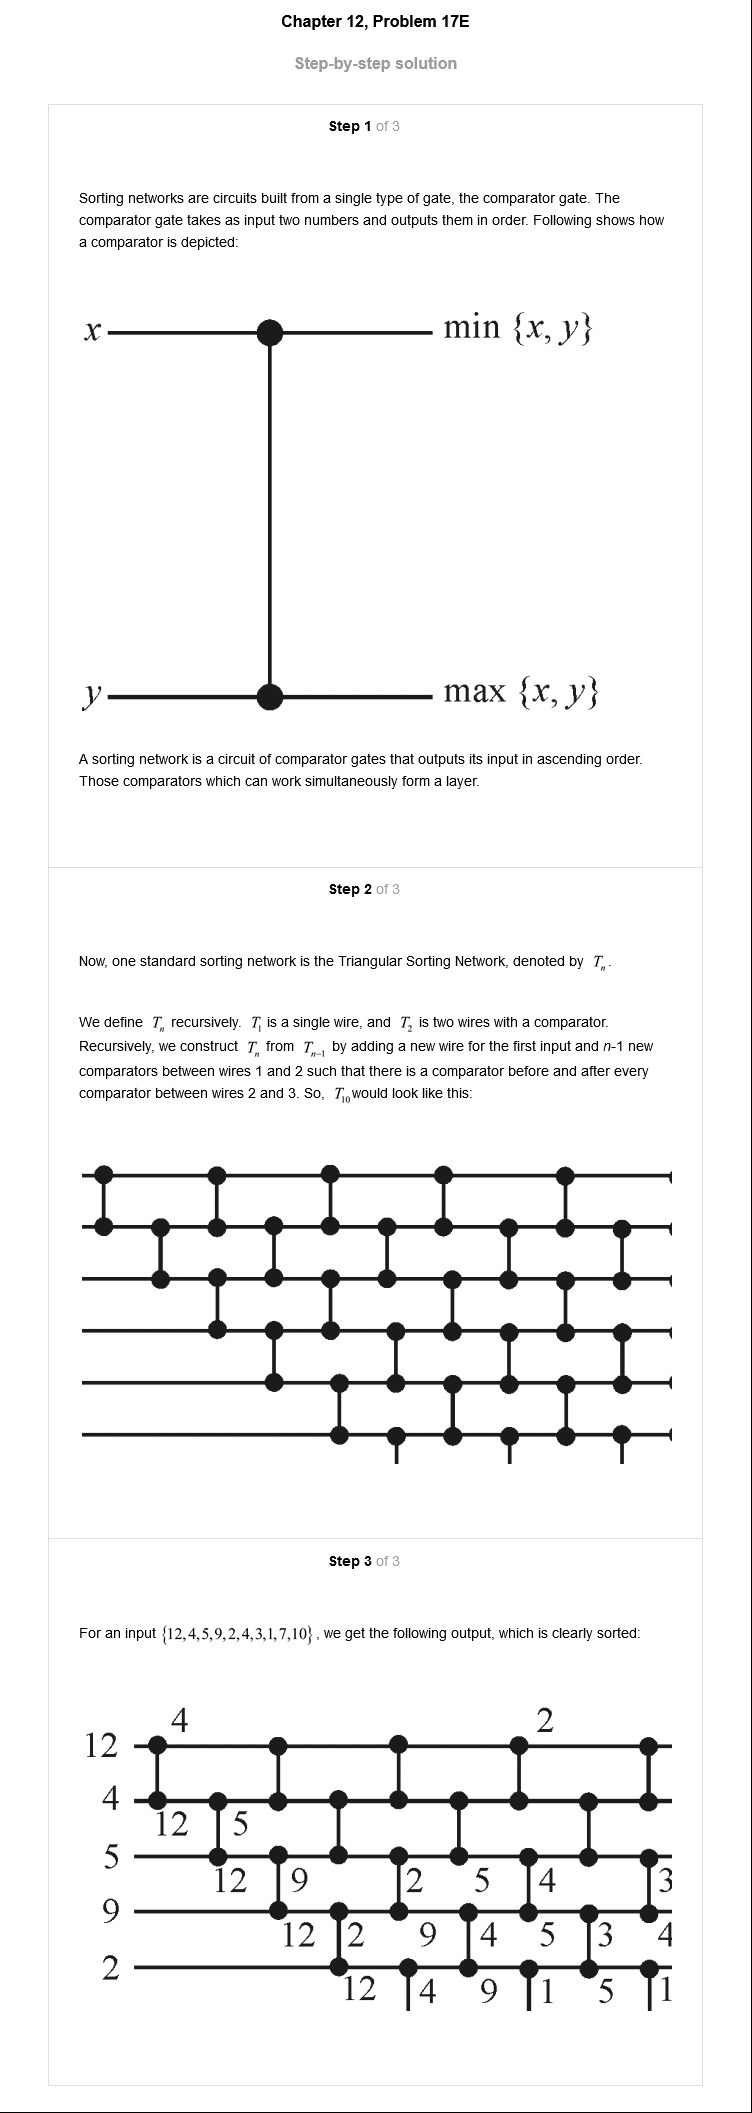 Chapter 12, Problem 17E
Step-by-step solution
Step 1 of 3
Sorting networks are circuits built from a single type of gate, the comparator gate. The
comparator gate takes as input two numbers and outputs them in order. Following shows how
a comparator is depicted:
x min {x, y}
y max {x, y}
A sorting network is a circuit of comparator gates that outputs its input in ascending order.
Those comparators which can work simultaneously form a layer.
Step 2 of 3
Now, one standard sorting network is the Triangular Sorting Network, denoted by Tₙ.
We define Tₙ recursively. T₁ is a single wire, and T₂ is two wires with a comparator.
Recursively, we construct Tₙ from Tₙ₋₁ by adding a new wire for the first input and n-1 new
comparators between wires 1 and 2 such that there is a comparator before and after every
comparator between wires 2 and 3. So, T₁₀ would look like this:
Step 3 of 3
For an input {12,4,5,9,2,4,3,1,7,10}, we get the following output, which is clearly sorted:
4 2
12
4
12 5
5
12 9 2 5 4 3
9
12 2 9 4 5 3 4
2
12 4 9 1 5 1